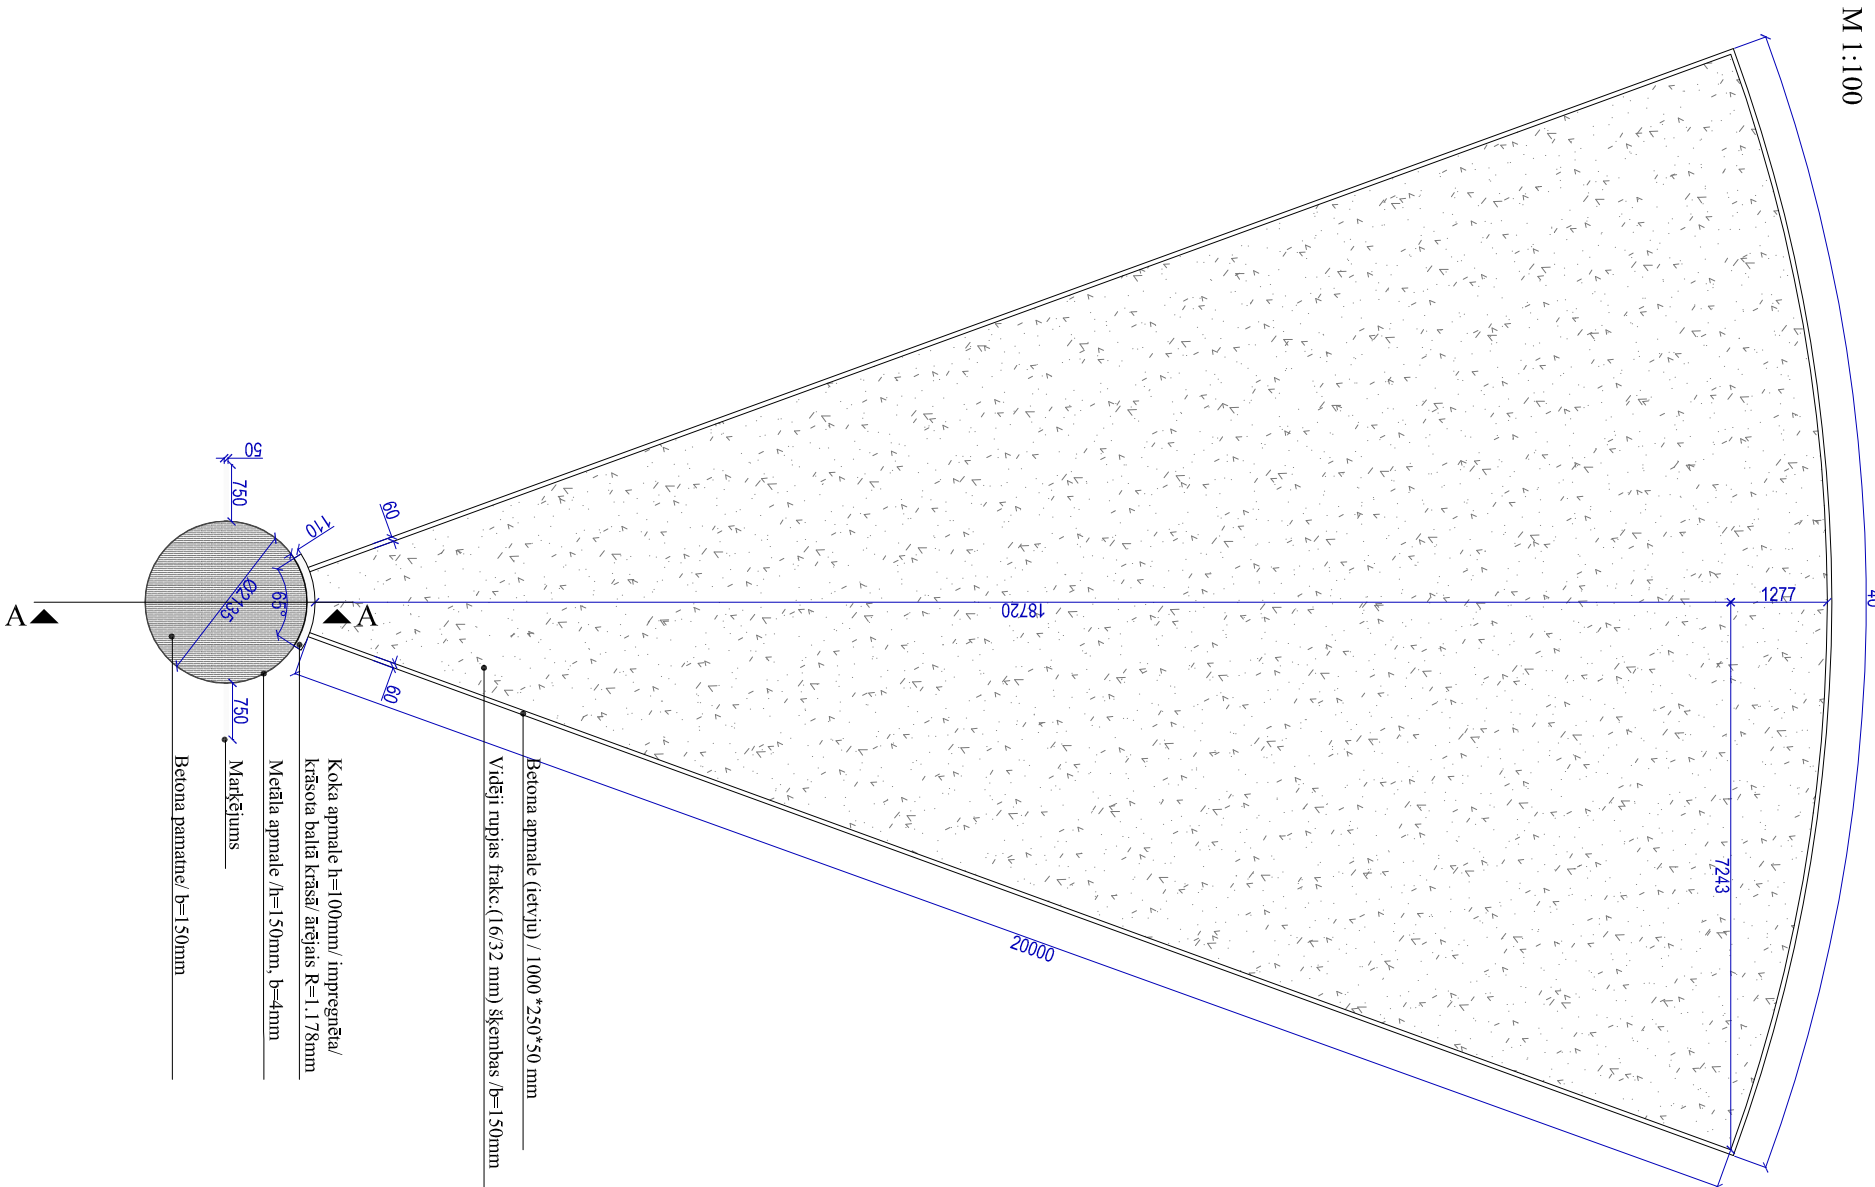 M 1:100
40
1277
18720
7243
20000
50
750
110
60
Ø2135
65°
A
A
60
750
Betona apmale (ietvju) / 1000*250*50 mm
Vidēji rupjas frakc.(16/32 mm) šķembas /b=150mm
Koka apmale h=100mm/ impregnēta/
krāsota baltā krāsā/ ārējais R=1.178mm
Metāla apmale /h=150mm, b=4mm
Marķējums
Betona pamatne/ b=150mm